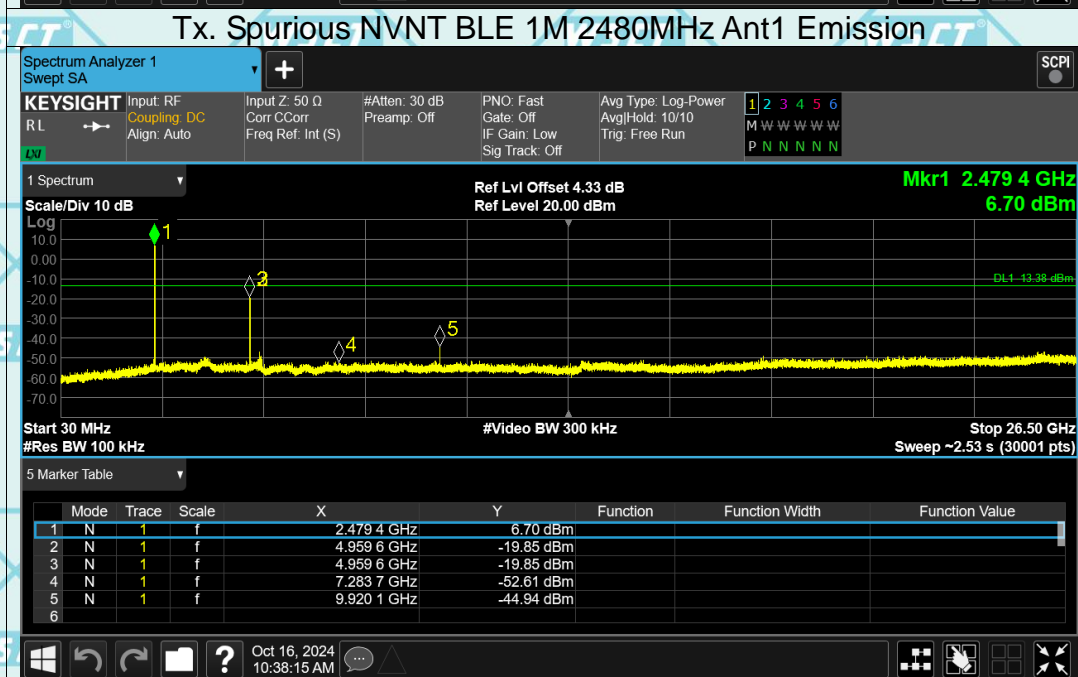 Tx. Spurious NVNT BLE 1M 2480MHz Ant1 Emission
Spectrum Analyzer 1
Swept SA
+
SCPI
KEYSIGHT Input: RF Input Z: 50 Ω #Atten: 30 dB PNO: Fast Avg Type: Log-Power 1 2 3 4 5 6
R L Coupling: DC Corr CCorr Preamp: Off Gate: Off Avg|Hold: 10/10 M W W W W W
Align: Auto Freq Ref: Int (S) IF Gain: Low Trig: Free Run P N N N N N
LXI Sig Track: Off
1 Spectrum Ref Lvl Offset 4.33 dB Mkr1 2.479 4 GHz
Scale/Div 10 dB Ref Level 20.00 dBm 6.70 dBm
Log
10.0
1
0.00
-10.0
3
DL1 -13.38 dBm
-20.0
-30.0
5
-40.0
4
-50.0
-60.0
-70.0
Start 30 MHz #Video BW 300 kHz Stop 26.50 GHz
#Res BW 100 kHz Sweep ~2.53 s (30001 pts)
5 Marker Table
Mode Trace Scale X Y Function Function Width Function Value
1 N 1 f 2.479 4 GHz 6.70 dBm
2 N 1 f 4.959 6 GHz -19.85 dBm
3 N 1 f 4.959 6 GHz -19.85 dBm
4 N 1 f 7.283 7 GHz -52.61 dBm
5 N 1 f 9.920 1 GHz -44.94 dBm
6
? Oct 16, 2024
10:38:15 AM